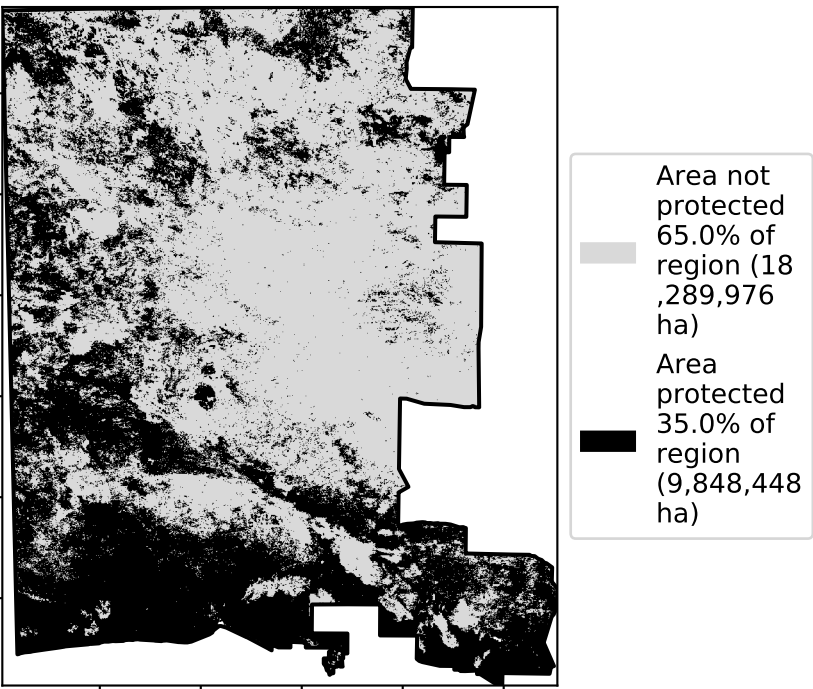 Area not
protected
65.0% of
region (18
,289,976
ha)
Area
protected
35.0% of
region
(9,848,448
ha)